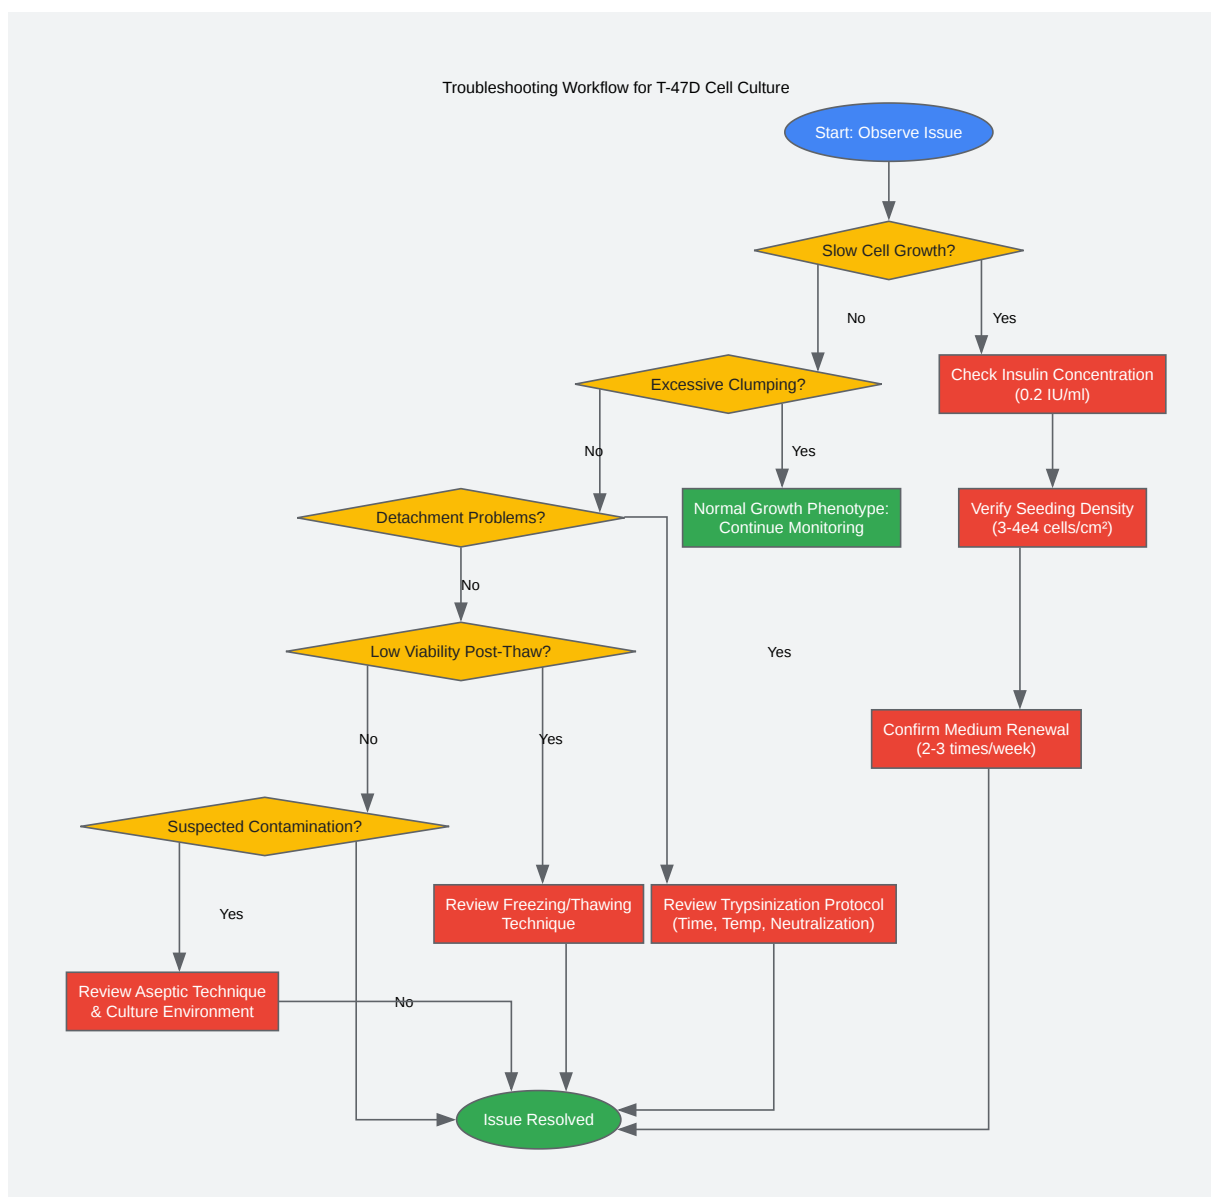 Troubleshooting Workflow for T-47D Cell Culture
Start: Observe Issue
Slow Cell Growth?
No
Yes
Excessive Clumping?
Check Insulin Concentration
(0.2 IU/ml)
No
Yes
Detachment Problems?
Normal Growth Phenotype:
Continue Monitoring
Verify Seeding Density
(3-4e4 cells/cm²)
No
Low Viability Post-Thaw?
Yes
No
Yes
Confirm Medium Renewal
(2-3 times/week)
Suspected Contamination?
Yes
Review Freezing/Thawing
Technique
Review Trypsinization Protocol
(Time, Temp, Neutralization)
Review Aseptic Technique
& Culture Environment
No
Issue Resolved